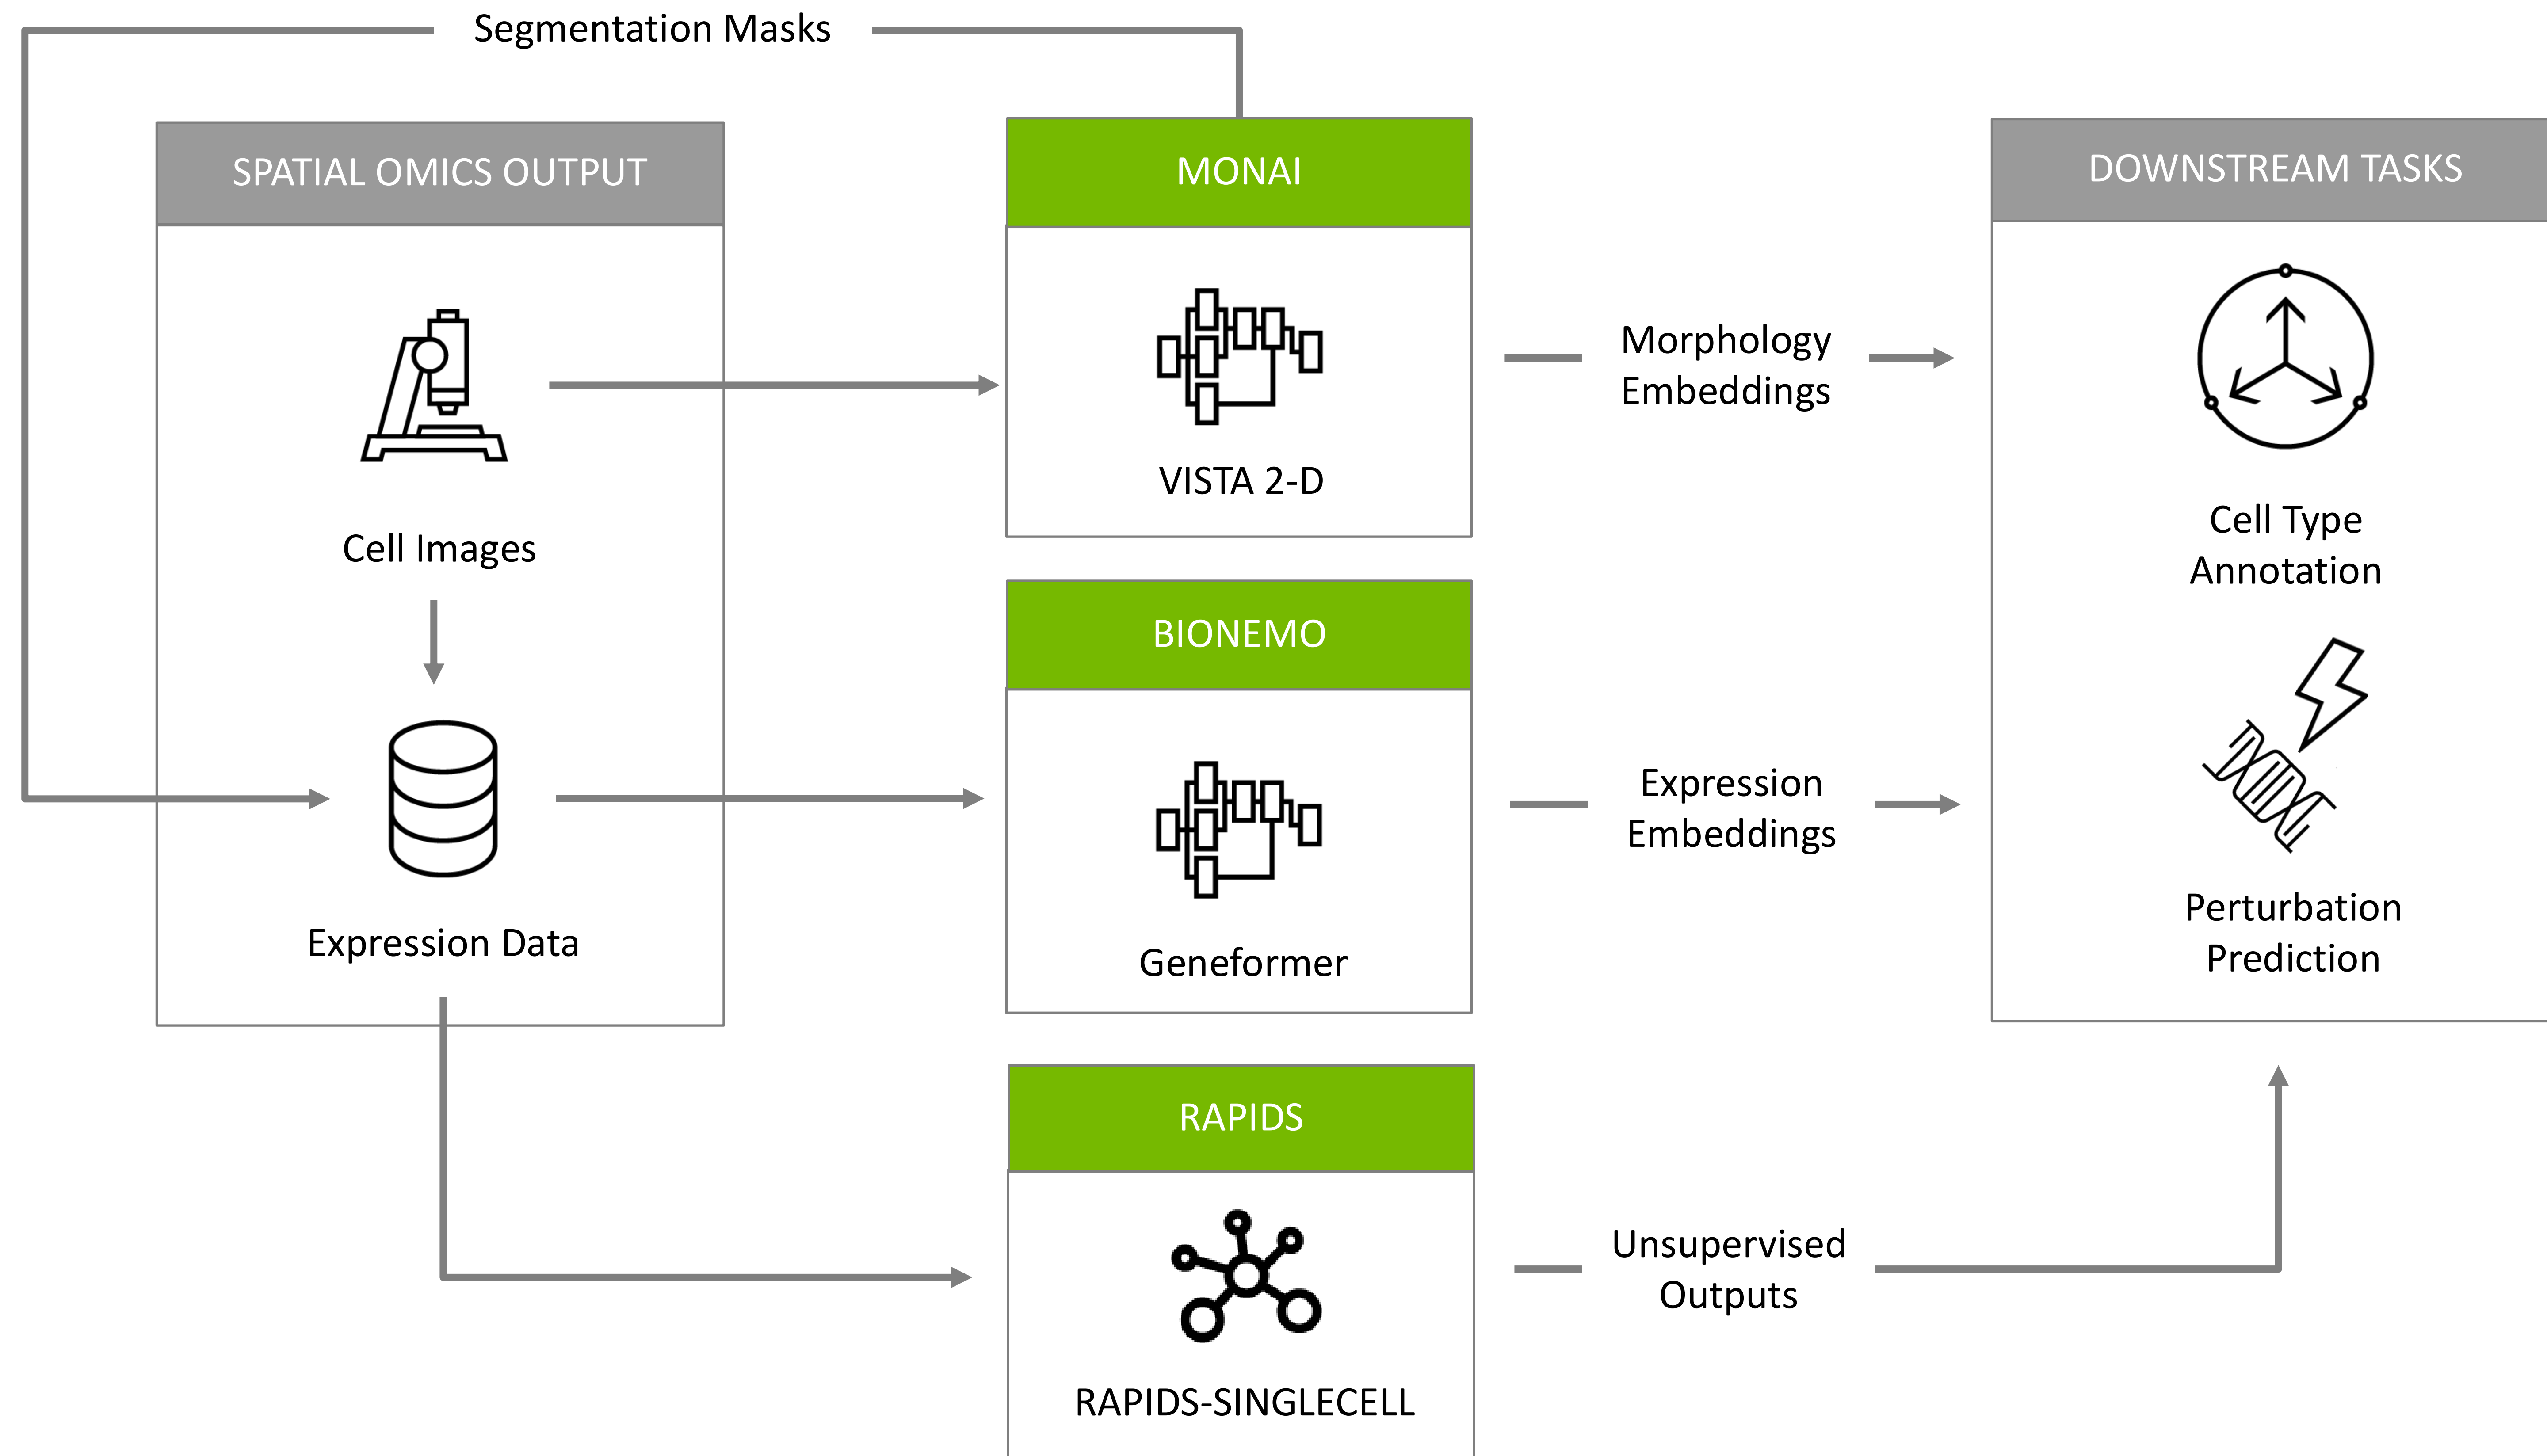 Segmentation Masks
SPATIAL OMICS OUTPUT
Cell Images
Expression Data
MONAI
VISTA 2-D
BIONEMO
Geneformer
RAPIDS
RAPIDS-SINGLECELL
Morphology
Embeddings
Expression
Embeddings
Unsupervised
Outputs
DOWNSTREAM TASKS
Cell Type
Annotation
Perturbation
Prediction